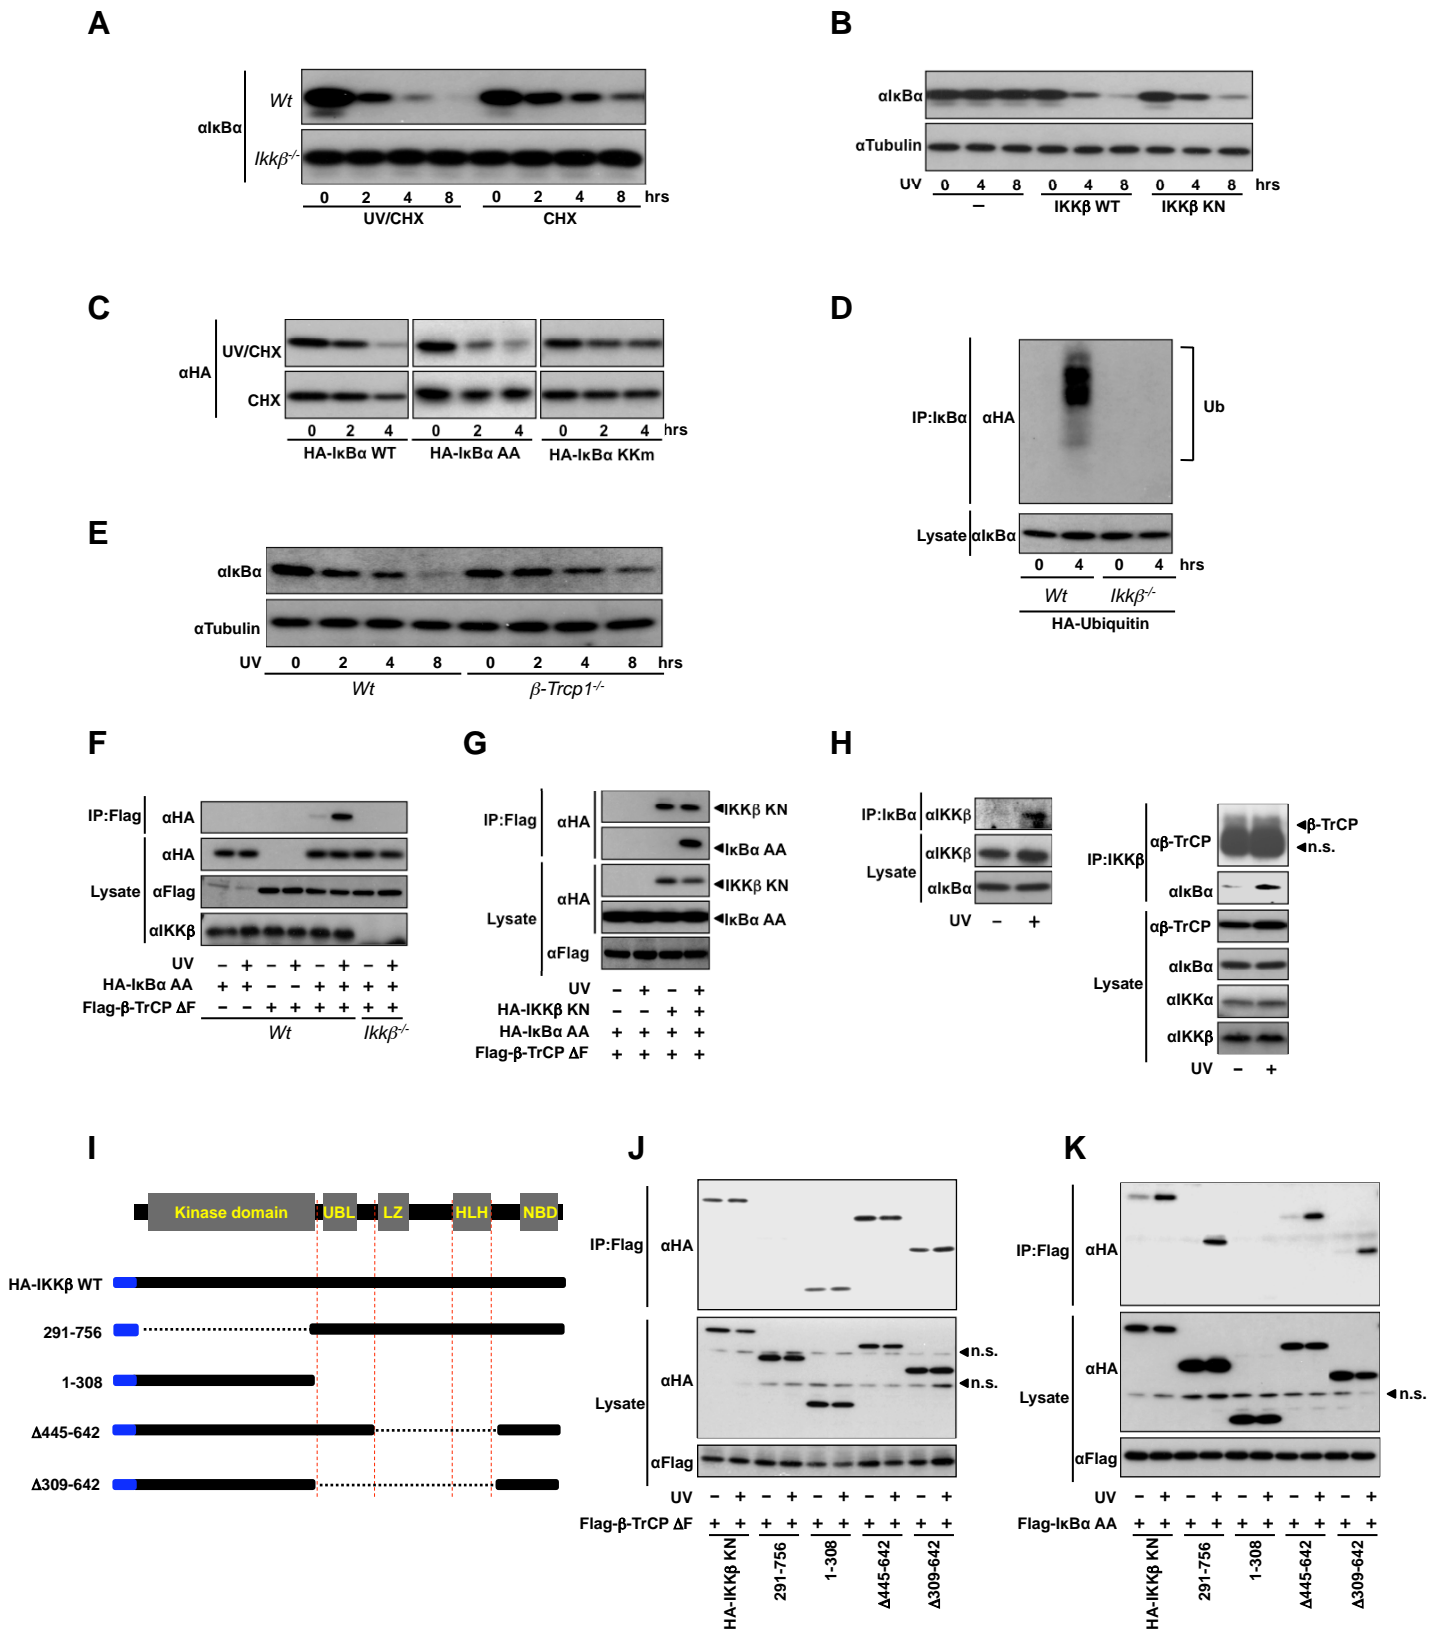 A
Wt
αIκBα
Ikkβ-/-
0 2 4 8 0 2 4 8 hrs
UV/CHX CHX
B
αIκBα
αTubulin
UV 0 4 8 0 4 8 0 4 8 hrs
– IKKβ WT IKKβ KN
C
UV/CHX
αHA
CHX
0 2 4 0 2 4 0 2 4 hrs
HA-IκBα WT HA-IκBα AA HA-IκBα KKm
D
IP:IκBα αHA Ub
Lysate αIκBα
0 4 0 4 hrs
Wt Ikkβ-/-
HA-Ubiquitin
E
αIκBα
αTubulin
UV 0 2 4 8 0 2 4 8 hrs
Wt β-Trcp1-/-
F
IP:Flag αHA
αHA
Lysate αFlag
αIKKβ
UV – + – + – + – +
HA-IκBα AA + + – – + + + +
Flag-β-TrCP ΔF – – + + + + + +
Wt Ikkβ-/-
G
IP:Flag αHA IKKβ KN
IκBα AA
αHA IKKβ KN
Lysate IκBα AA
αFlag
UV – + – +
HA-IKKβ KN – – + +
HA-IκBα AA + + + +
Flag-β-TrCP ΔF + + + +
H
IP:IκBα αIKKβ
αIKKβ
Lysate
αIκBα
UV – +
IP:IKKβ αβ-TrCP β-TrCP
n.s.
αIκBα
αβ-TrCP
αIκBα
Lysate
αIKKα
αIKKβ
UV – +
I
Kinase domain UBL LZ HLH NBD
HA-IKKβ WT
291-756
1-308
Δ445-642
Δ309-642
J
IP:Flag αHA
n.s.
αHA
n.s.
Lysate
αFlag
UV – + – + – + – + – +
Flag-β-TrCP ΔF + + + + + + + + + +
HA-IKKβ KN 291-756 1-308 Δ445-642 Δ309-642
K
IP:Flag αHA
αHA
n.s.
Lysate
αFlag
UV – + – + – + – + – +
Flag-IκBα AA + + + + + + + + + +
HA-IKKβ KN 291-756 1-308 Δ445-642 Δ309-642